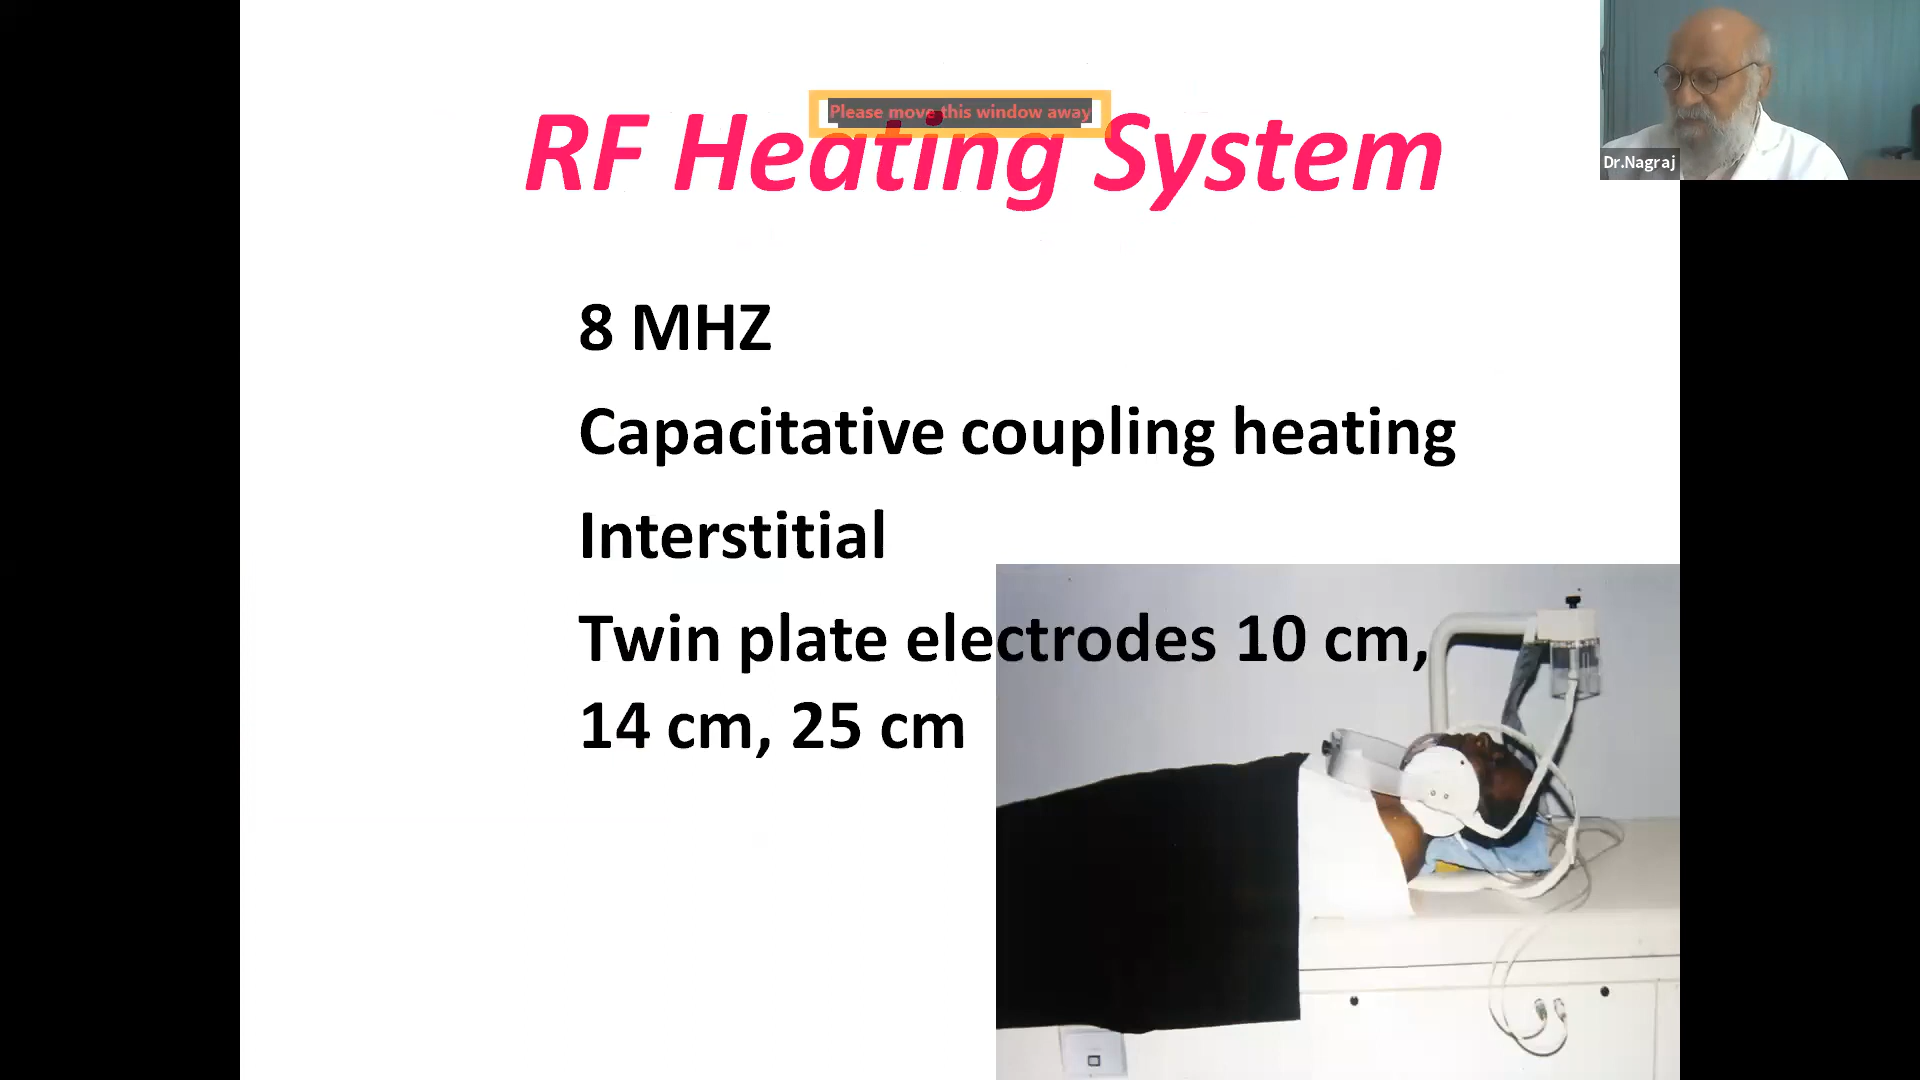 Please move this window away
RF Heating System
Dr.Nagraj
8 MHZ
Capacitative coupling heating
Interstitial
Twin plate electrodes 10 cm,
14 cm, 25 cm